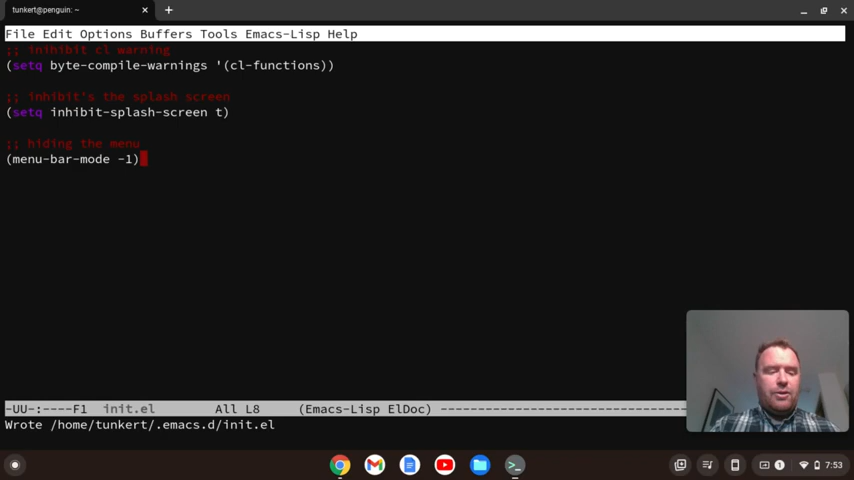 tunkert@penguin: ~
File Edit Options Buffers Tools Emacs-Lisp Help
;; inihibit cl warning
(setq byte-compile-warnings '(cl-functions))
;; inhibit's the splash screen
(setq inhibit-splash-screen t)
;; hiding the menu
(menu-bar-mode -1)
-UU-:----F1 init.el All L8 (Emacs-Lisp ElDoc) ----------------------------------
Wrote /home/tunkert/.emacs.d/init.el
1 7:53